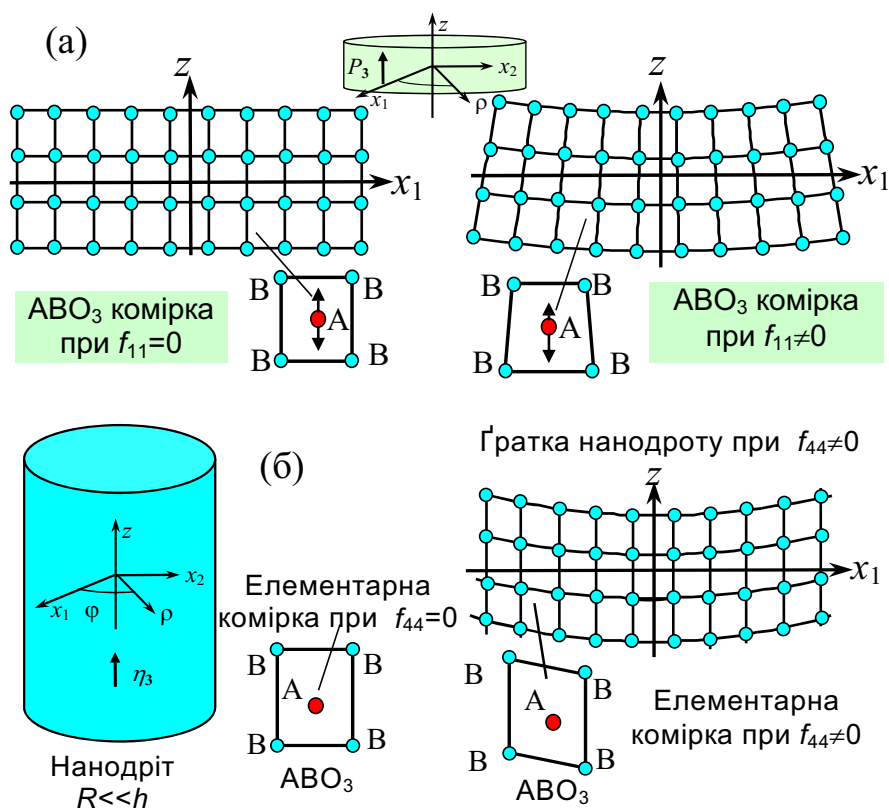 (а)
z
P₃
x₂
x₁
ρ
z
x₁
z
x₁
B
B
A
B
B
ABO₃ комірка
при f₁₁=0
B
B
A
B
B
ABO₃ комірка
при f₁₁≠0
(б)
z
x₂
x₁
φ
ρ
η₃
Нанодріт
R<<h
Елементарна
комірка при f₄₄=0
B
B
A
B
B
ABO₃
Ґратка нанодроту при f₄₄≠0
z
x₁
B
B
A
B
B
ABO₃
Елементарна
комірка при f₄₄≠0